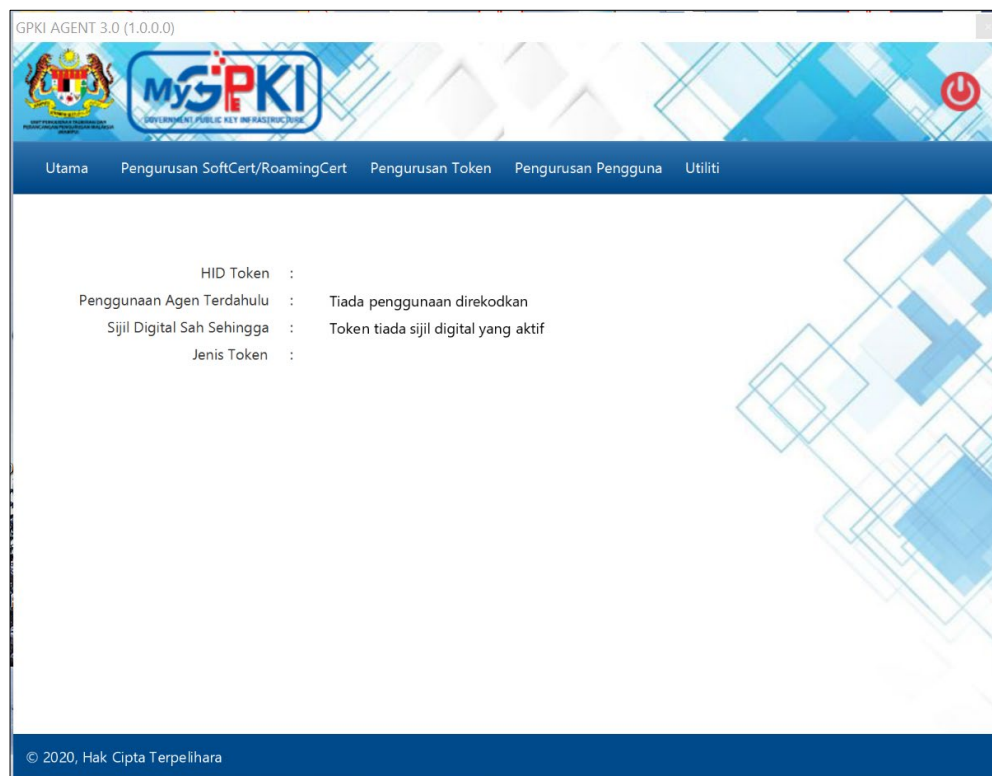 GPKI AGENT 3.0 (1.0.0.0)
MyGPKI
GOVERNMENT PUBLIC KEY INFRASTRUCTURE
Utama Pengurusan SoftCert/RoamingCert Pengurusan Token Pengurusan Pengguna Utiliti
HID Token :
Penggunaan Agen Terdahulu : Tiada penggunaan direkodkan
Sijil Digital Sah Sehingga : Token tiada sijil digital yang aktif
Jenis Token :
© 2020, Hak Cipta Terpelihara